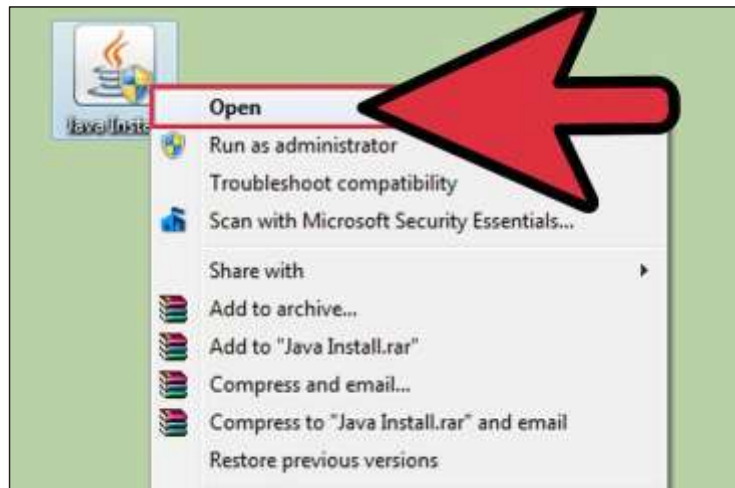 Java Insta
Open
Run as administrator
Troubleshoot compatibility
Scan with Microsoft Security Essentials...
Share with
Add to archive...
Add to "Java Install.rar"
Compress and email...
Compress to "Java Install.rar" and email
Restore previous versions